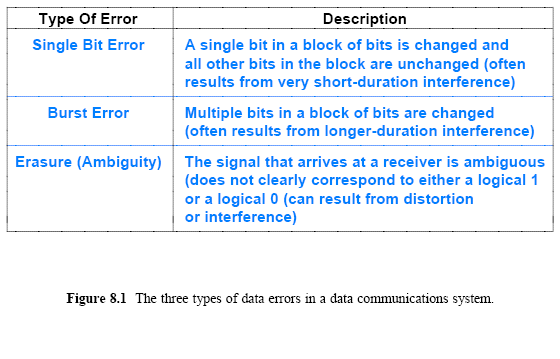 Type Of Error Description
Single Bit Error A single bit in a block of bits is changed and
all other bits in the block are unchanged (often
results from very short-duration interference)
Burst Error Multiple bits in a block of bits are changed
(often results from longer-duration interference)
Erasure (Ambiguity) The signal that arrives at a receiver is ambiguous
(does not clearly correspond to either a logical 1
or a logical 0 (can result from distortion
or interference)
Figure 8.1 The three types of data errors in a data communications system.